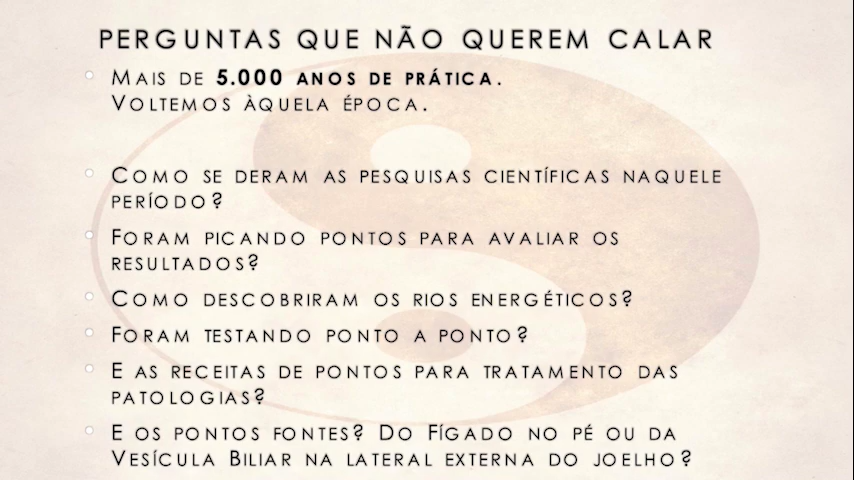 PERGUNTAS QUE NÃO QUEREM CALAR
MAIS DE 5.000 ANOS DE PRÁTICA.
VOLTEMOS ÀQUELA ÉPOCA.
COMO SE DERAM AS PESQUISAS CIENTÍFICAS NAQUELE
PERÍODO?
FORAM PICANDO PONTOS PARA AVALIAR OS
RESULTADOS?
COMO DESCOBRIRAM OS RIOS ENERGÉTICOS?
FORAM TESTANDO PONTO A PONTO?
E AS RECEITAS DE PONTOS PARA TRATAMENTO DAS
PATOLOGIAS?
E OS PONTOS FONTES? DO FÍGADO NO PÉ OU DA
VESÍCULA BILIAR NA LATERAL EXTERNA DO JOELHO?